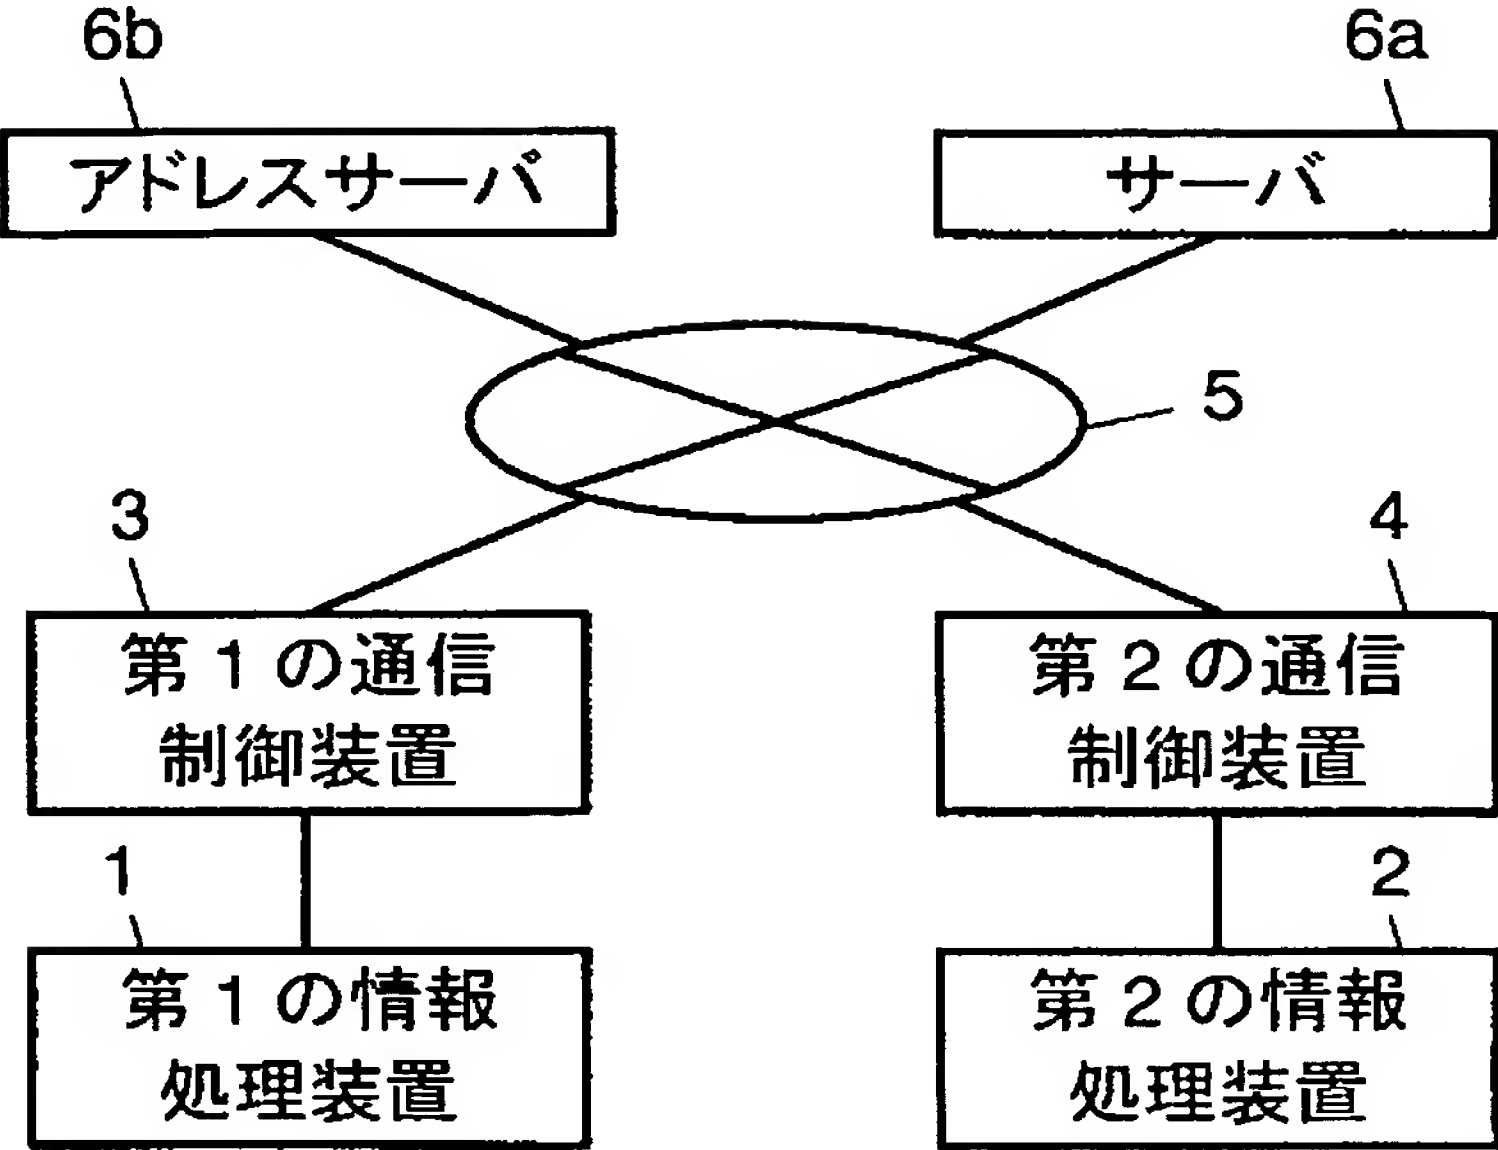 6b
6a
アドレスサーバ
サーバ
5
3
4
第1の通信
制御装置
第2の通信
制御装置
1
2
第1の情報
処理装置
第2の情報
処理装置